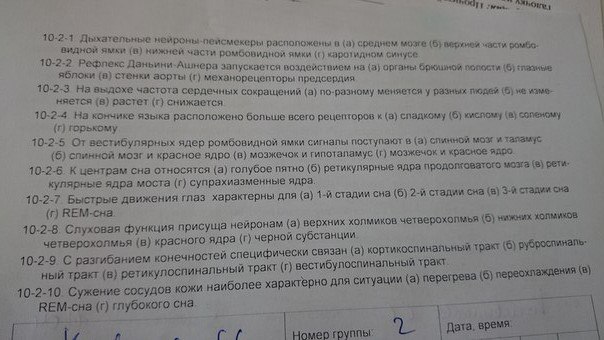 10-2-1 Дыхательные нейроны-пейсмекеры расположены в (а) среднем мозге (б) верхней части ромбо-
видной ямки (в) нижней части ромбовидной ямки (г) каротидном синусе.
10-2-2 Рефлекс Даньини-Ашнера запускается воздействием на (а) органы брюшной полости (б) глазные
яблоки (в) стенки аорты (г) механорецепторы предсердия.
10-2-3 На выдохе частота сердечных сокращений (а) по-разному меняется у разных людей (б) не изме-
няется (в) растет (г) снижается.
10-2-4 На кончике языка расположено больше всего рецепторов к (а) сладкому (б) кислому (в) соленому
(г) горькому
10-2-5 От вестибулярных ядер ромбовидной ямки сигналы поступают в (а) спинной мозг и таламус
(б) спинной мозг и красное ядро (в) мозжечок и гипоталамус (г) мозжечок и красное ядро.
10-2-6 К центрам сна относятся (а) голубое пятно (б) ретикулярные ядра продолговатого мозга (в) рети-
кулярные ядра моста (г) супрахиазменные ядра.
10-2-7 Быстрые движения глаз характерны для (а) 1-й стадии сна (б) 2-й стадии сна (в) 3-й стадии сна
(г) REM-сна.
10-2-8 Слуховая функция присуща нейронам (а) верхних холмиков четверохолмья (б) нижних холмиков
четверохолмья (в) красного ядра (г) черной субстанции.
10-2-9 С разгибанием конечностей специфически связан (а) кортикоспинальный тракт (б) руброспиналь-
ный тракт (в) ретикулоспинальный тракт (г) вестибулоспинальный тракт.
10-2-10 Сужение сосудов кожи наиболее характерно для ситуации (а) перегрева (б) переохлаждения (в)
REM-сна (г) глубокого сна.
Номер группы: 2 Дата, время: